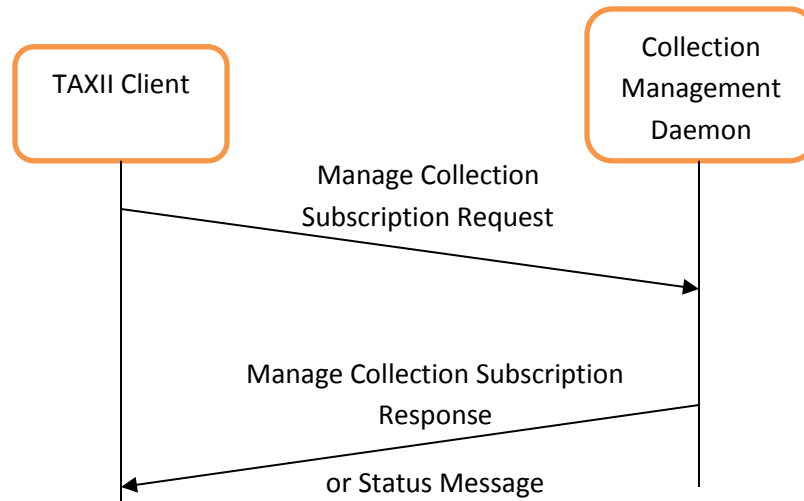 TAXII Client
Collection
Management
Daemon
Manage Collection
Subscription Request
Manage Collection Subscription
Response
or Status Message